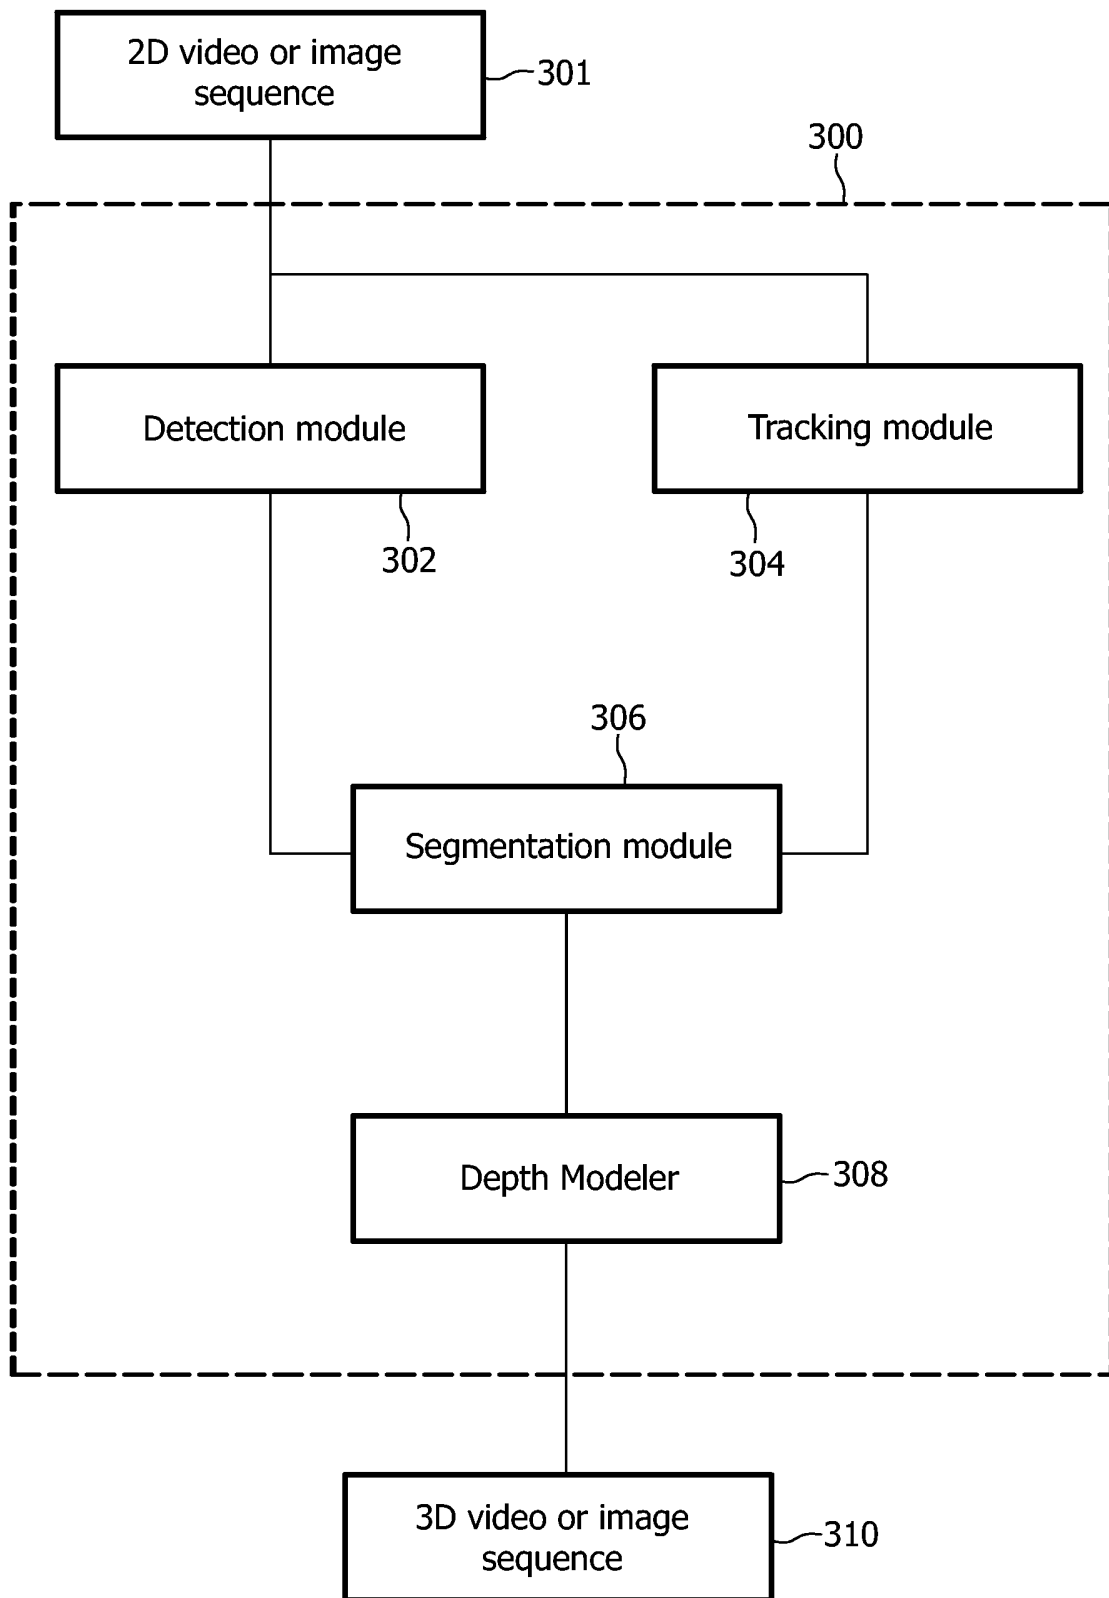 2D video or image
sequence
301
300
Detection module
Tracking module
302
304
306
Segmentation module
Depth Modeler
308
3D video or image
sequence
310